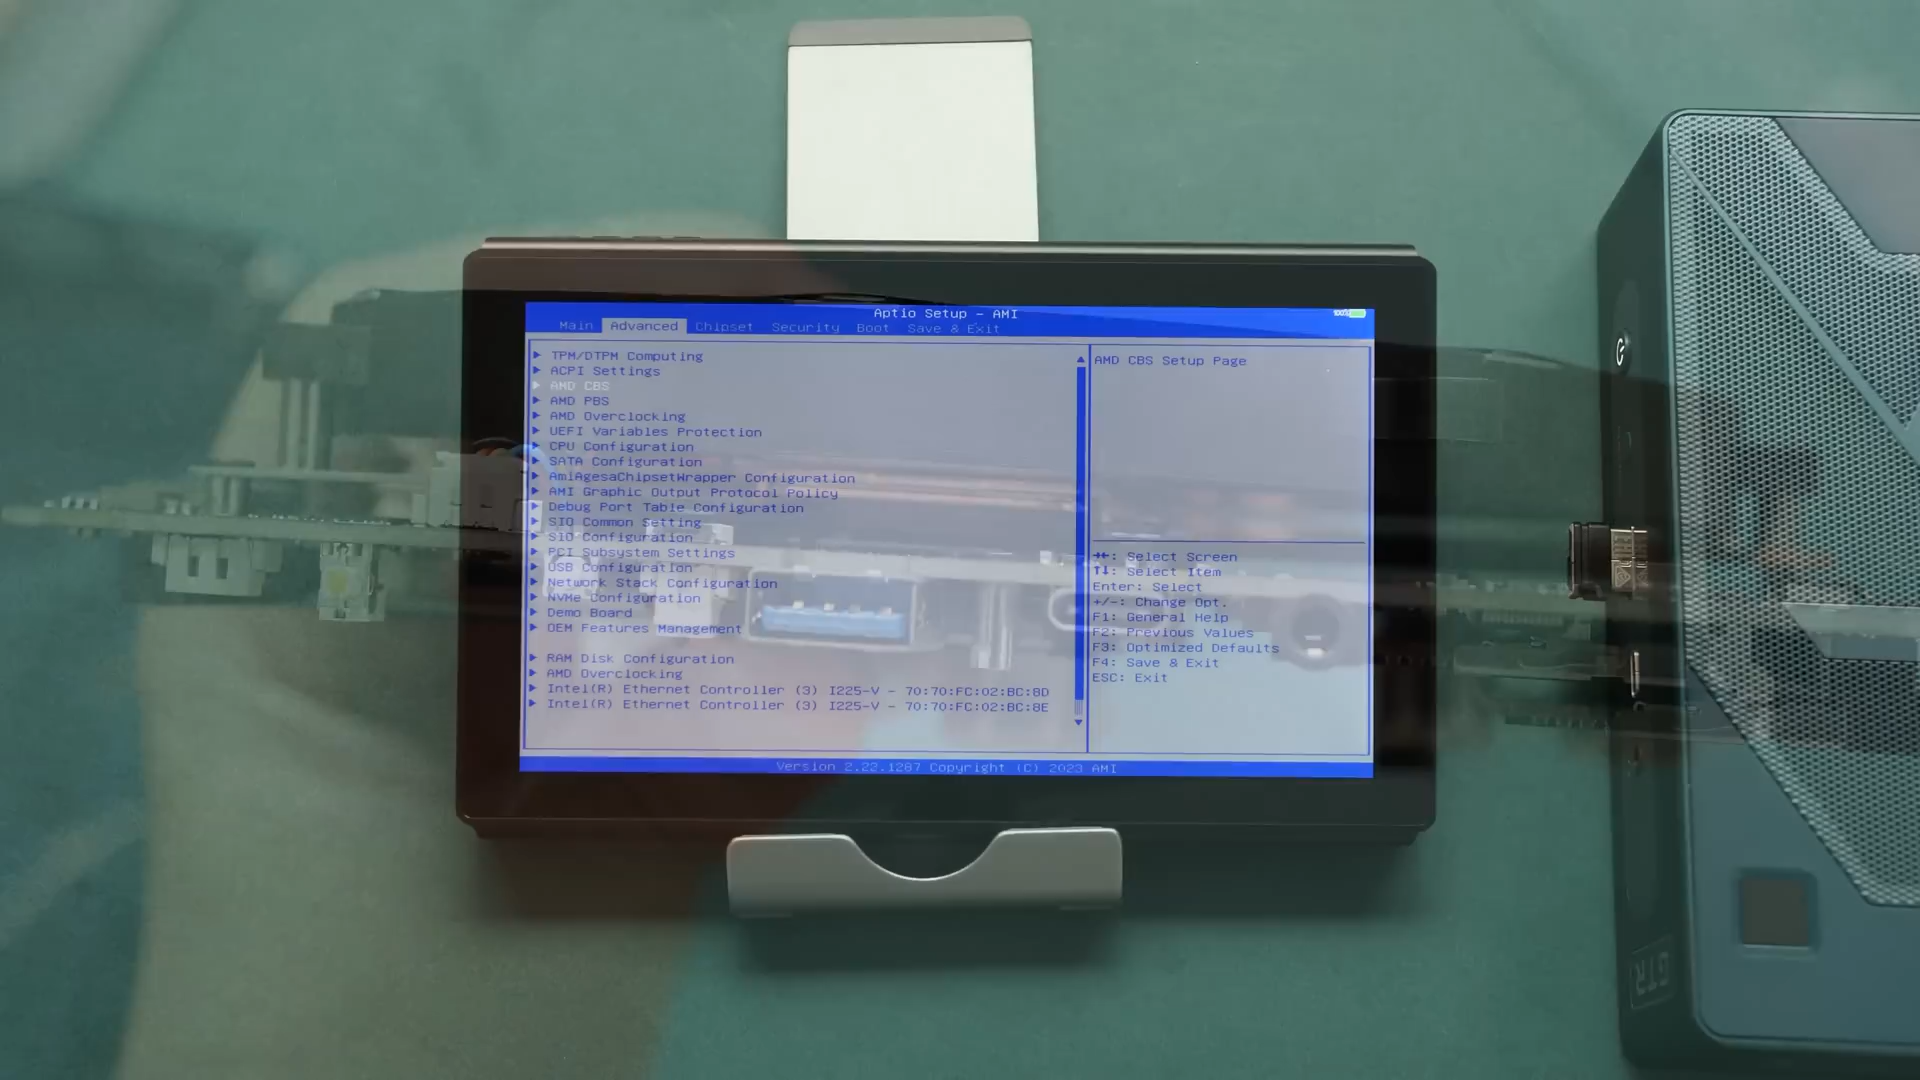 Aptio Setup – AMI
100%
Main Advanced Chipset Security Boot Save & Exit
TPM/DTPM Computing
ACPI Settings
AMD CBS
AMD PBS
AMD Overclocking
UEFI Variables Protection
CPU Configuration
SATA Configuration
AmiAgesaChipsetWrapper Configuration
AMI Graphic Output Protocol Policy
Debug Port Table Configuration
SIO Common Setting
SIO Configuration
PCI Subsystem Settings
USB Configuration
Network Stack Configuration
NVMe Configuration
Demo Board
OEM Features Management
RAM Disk Configuration
AMD Overclocking
Intel(R) Ethernet Controller (3) I225-V - 70:70:FC:02:BC:8D
Intel(R) Ethernet Controller (3) I225-V - 70:70:FC:02:BC:8E
AMD CBS Setup Page
→←: Select Screen
↑↓: Select Item
Enter: Select
+/-: Change Opt.
F1: General Help
F2: Previous Values
F3: Optimized Defaults
F4: Save & Exit
ESC: Exit
Version 2.22.1287 Copyright (C) 2023 AMI
GTR